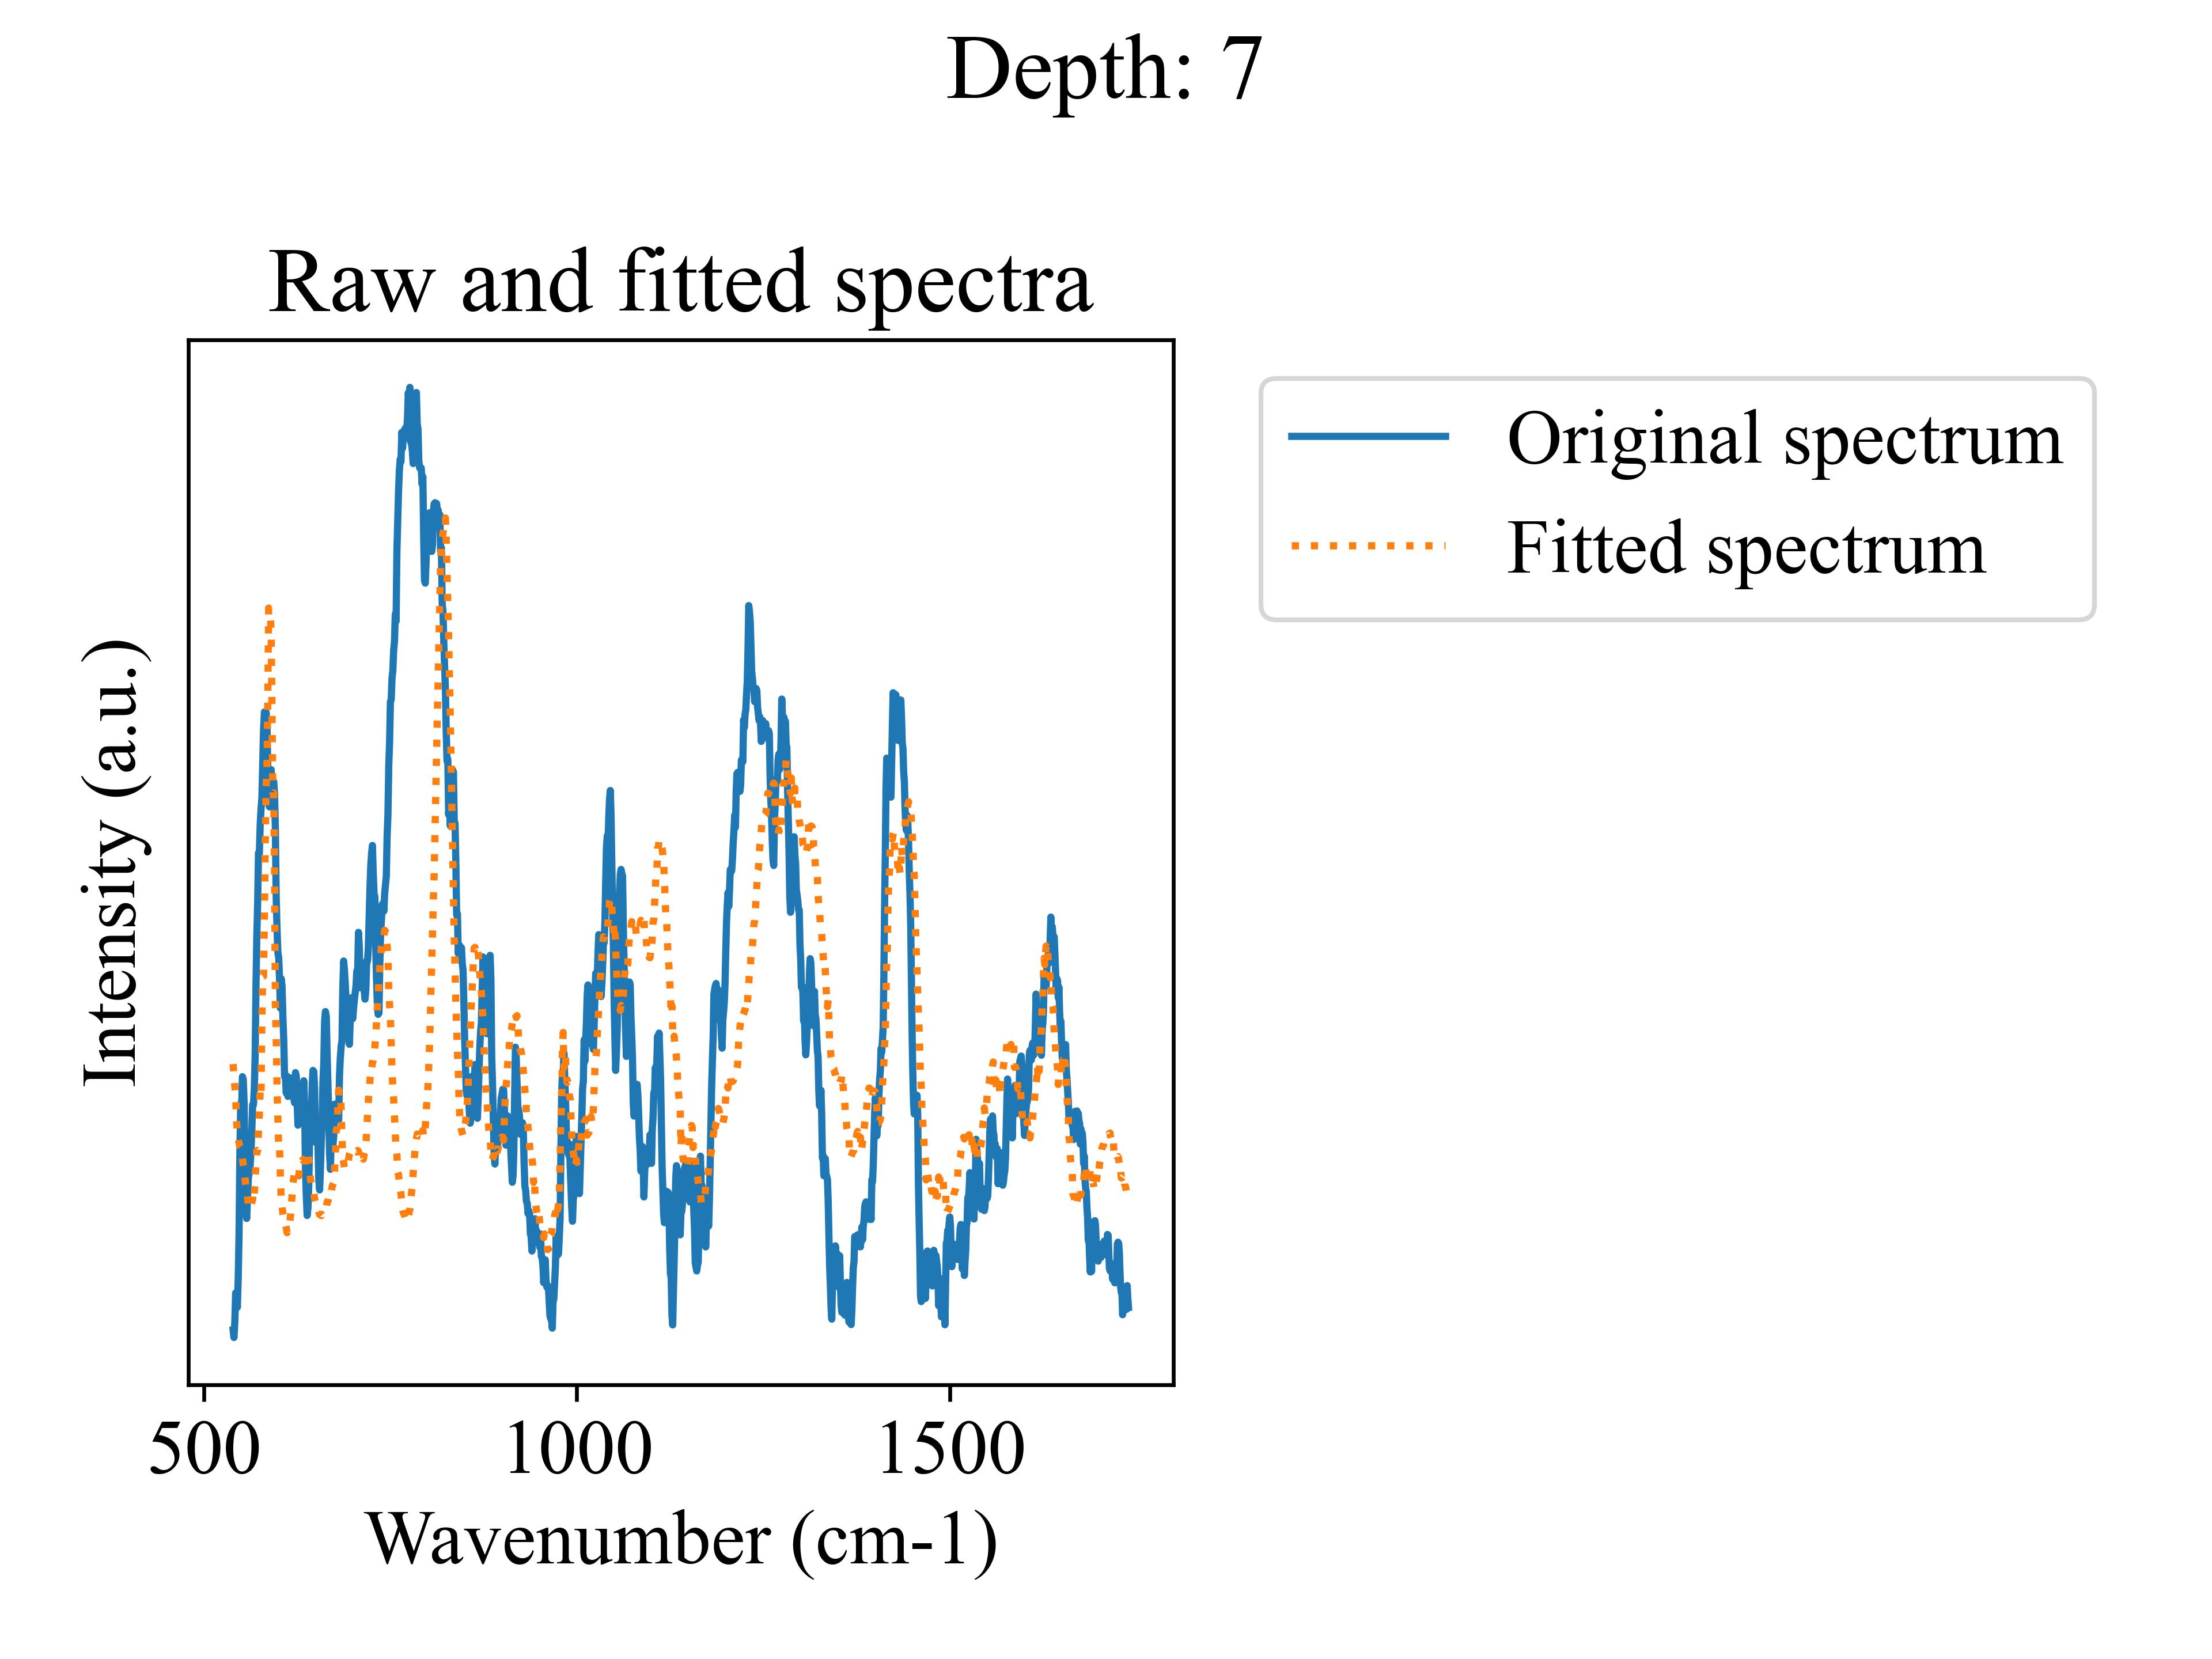 Depth: 7
Raw and fitted spectra
Original spectrum
Fitted spectrum
Intensity (a.u.)
500 1000 1500
Wavenumber (cm-1)